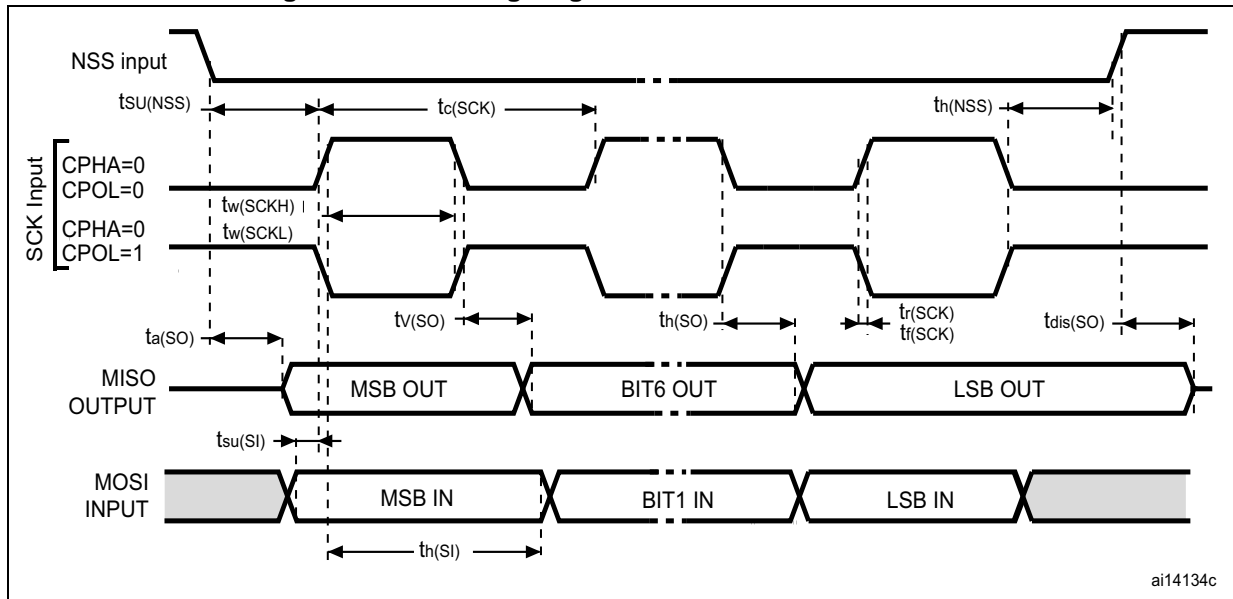 NSS input
tSU(NSS)
tc(SCK)
th(NSS)
SCK Input
CPHA=0
CPOL=0
tw(SCKH)
CPHA=0
CPOL=1
tw(SCKL)
tV(SO)
th(SO)
tr(SCK)
tf(SCK)
ta(SO)
tdis(SO)
MISO
OUTPUT
MSB OUT
BIT6 OUT
LSB OUT
tsu(SI)
MOSI
INPUT
MSB IN
BIT1 IN
LSB IN
th(SI)
ai14134c